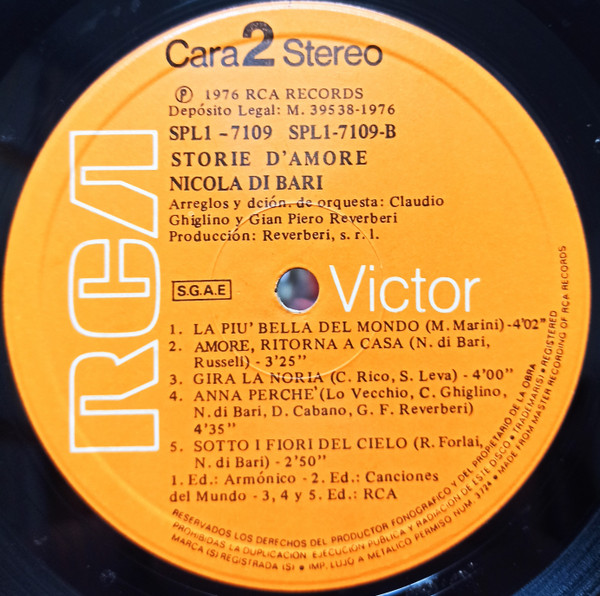 Cara 2 Stereo
℗ 1976 RCA RECORDS
Depósito Legal: M. 39538-1976
SPL1-7109 SPL1-7109-B
STORIE D'AMORE
NICOLA DI BARI
Arreglos y dción. de orquesta: Claudio
Ghiglino y Gian Piero Reverberi
Producción: Reverberi, s. r. l.
RCA
S.G.A.E
Victor
1. LA PIU' BELLA DEL MONDO (M. Marini)-4'02"
2. AMORE, RITORNA A CASA (N. di Bari,
Russell) - 3'25"
3. GIRA LA NORIA (C. Rico, S. Leva) - 4'00"
4. ANNA PERCHE' (Lo Vecchio, C. Ghiglino,
N. di Bari, D. Cabano, G. F. Reverberi)
4'35"
5. SOTTO I FIORI DEL CIELO (R. Forlai,
N. di Bari) - 2'50"
1. Ed.: Armónico - 2. Ed.: Canciones
del Mundo - 3, 4 y 5. Ed.: RCA
RESERVADOS LOS DERECHOS DEL PRODUCTOR FONOGRAFICO Y DEL PROPIETARIO DE LA OBRA
PROHIBIDAS LA DUPLICACION EJECUCION PUBLICA Y RADIACION DE ESTE DISCO • TRADEMARK(S) • REGISTERED
MARCA (S) REGISTRADA (S) • IMP. LUJO A METALICO PERMISO NUM. 3724 • MADE FROM MASTER RECORDING OF RCA RECORDS